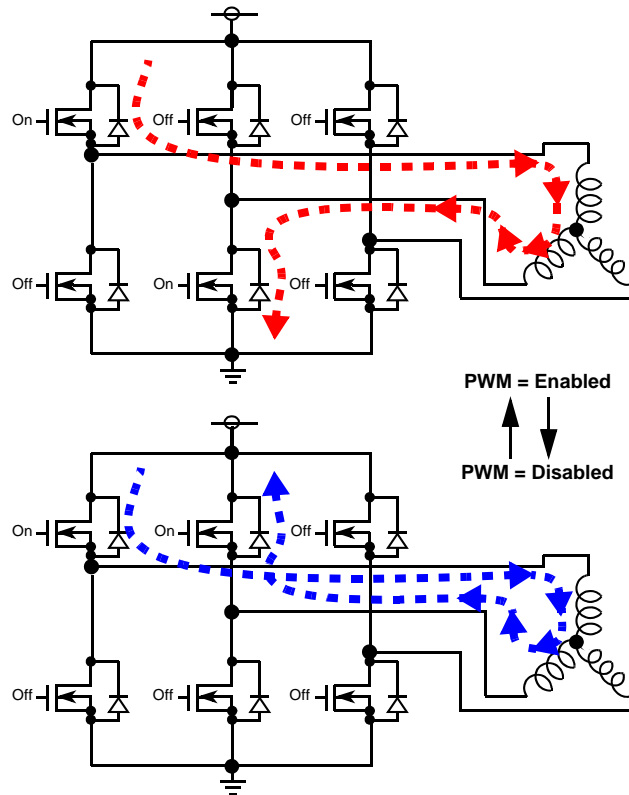 On
Off
Off
Off
On
Off
PWM = Enabled
PWM = Disabled
On
On
Off
Off
Off
Off